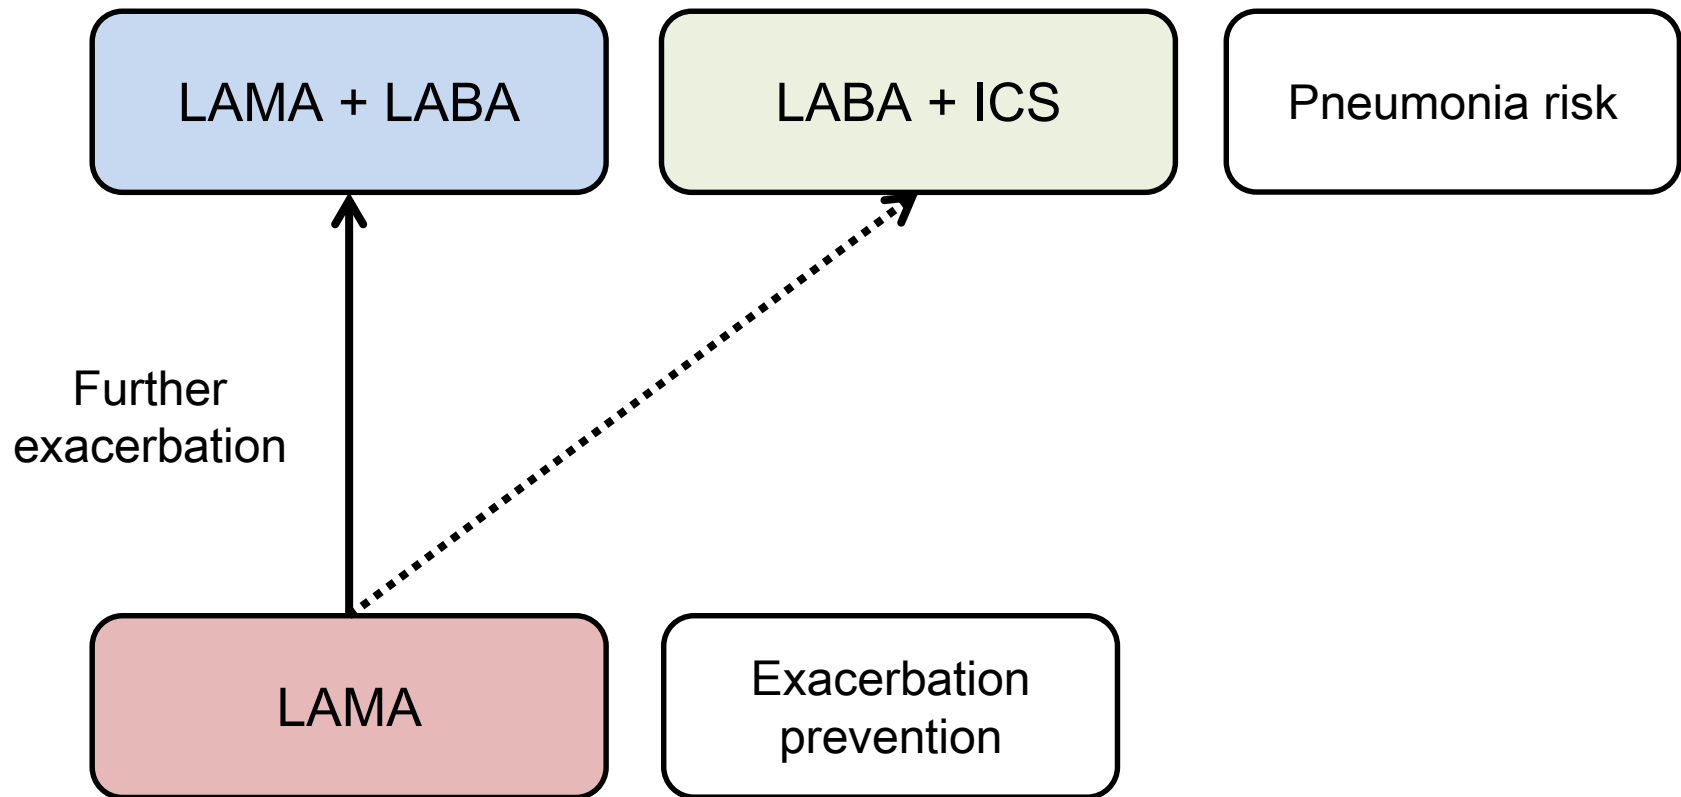 LAMA + LABA
LABA + ICS
Pneumonia risk
Further
exacerbation
LAMA
Exacerbation
prevention